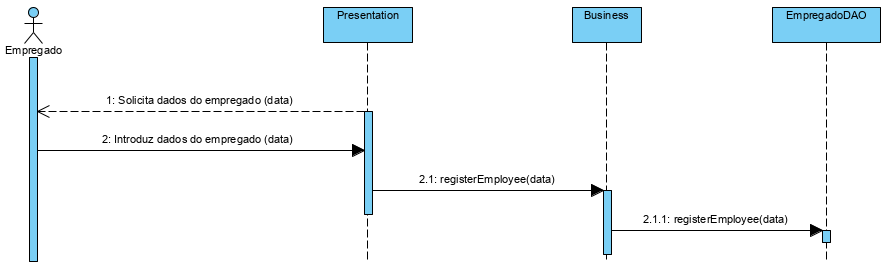 Presentation
Business
EmpregadoDAO
Empregado
1: Solicita dados do empregado (data)
2: Introduz dados do empregado (data)
2.1: registerEmployee(data)
2.1.1: registerEmployee(data)